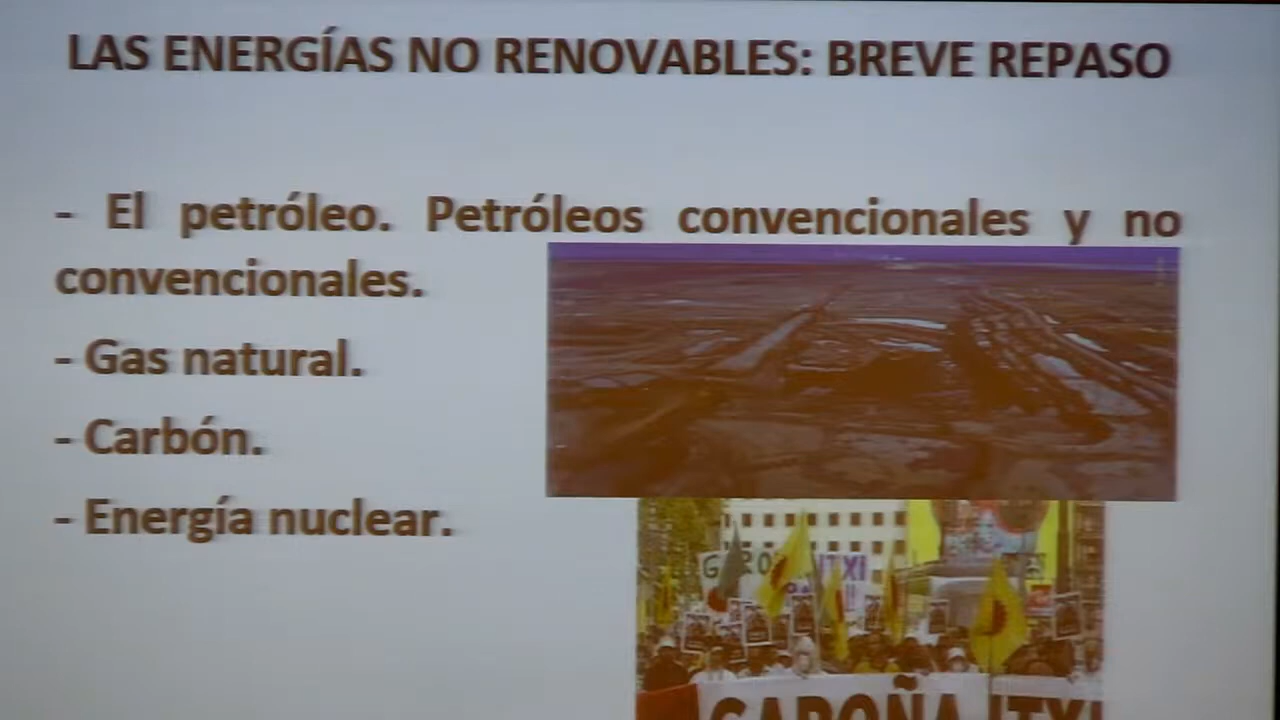 LAS ENERGÍAS NO RENOVABLES: BREVE REPASO
- El petróleo. Petróleos convencionales y no
convencionales.
- Gas natural.
- Carbón.
- Energía nuclear.
ITXI
GAROÑA ITXI